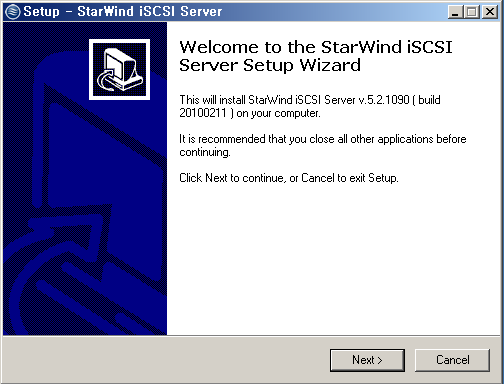 Setup - StarWind iSCSI Server
Welcome to the StarWind iSCSI
Server Setup Wizard
This will install StarWind iSCSI Server v.5.2.1090 ( build
20100211 ) on your computer.
It is recommended that you close all other applications before
continuing.
Click Next to continue, or Cancel to exit Setup.
Next >
Cancel